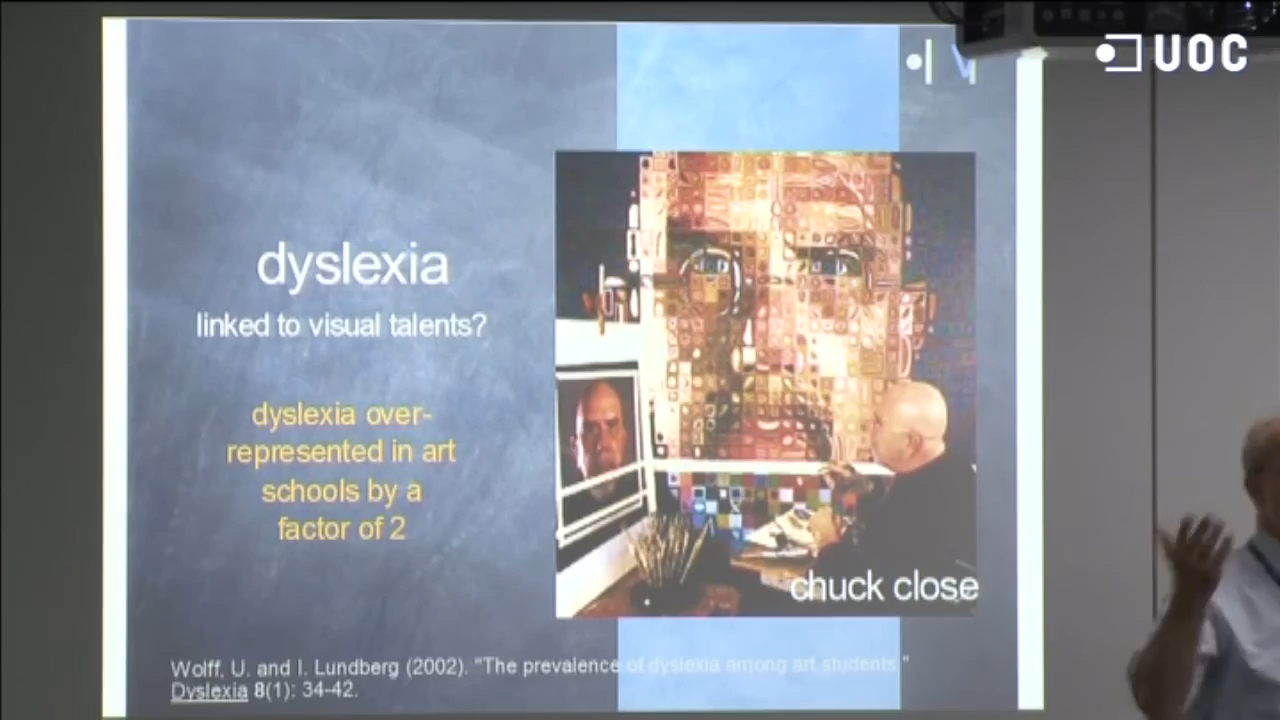 UOC
dyslexia
linked to visual talents?
dyslexia over-
represented in art
schools by a
factor of 2
chuck close
Wolff, U. and I. Lundberg (2002). "The prevalence of dyslexia among art students."
Dyslexia 8(1): 34-42.